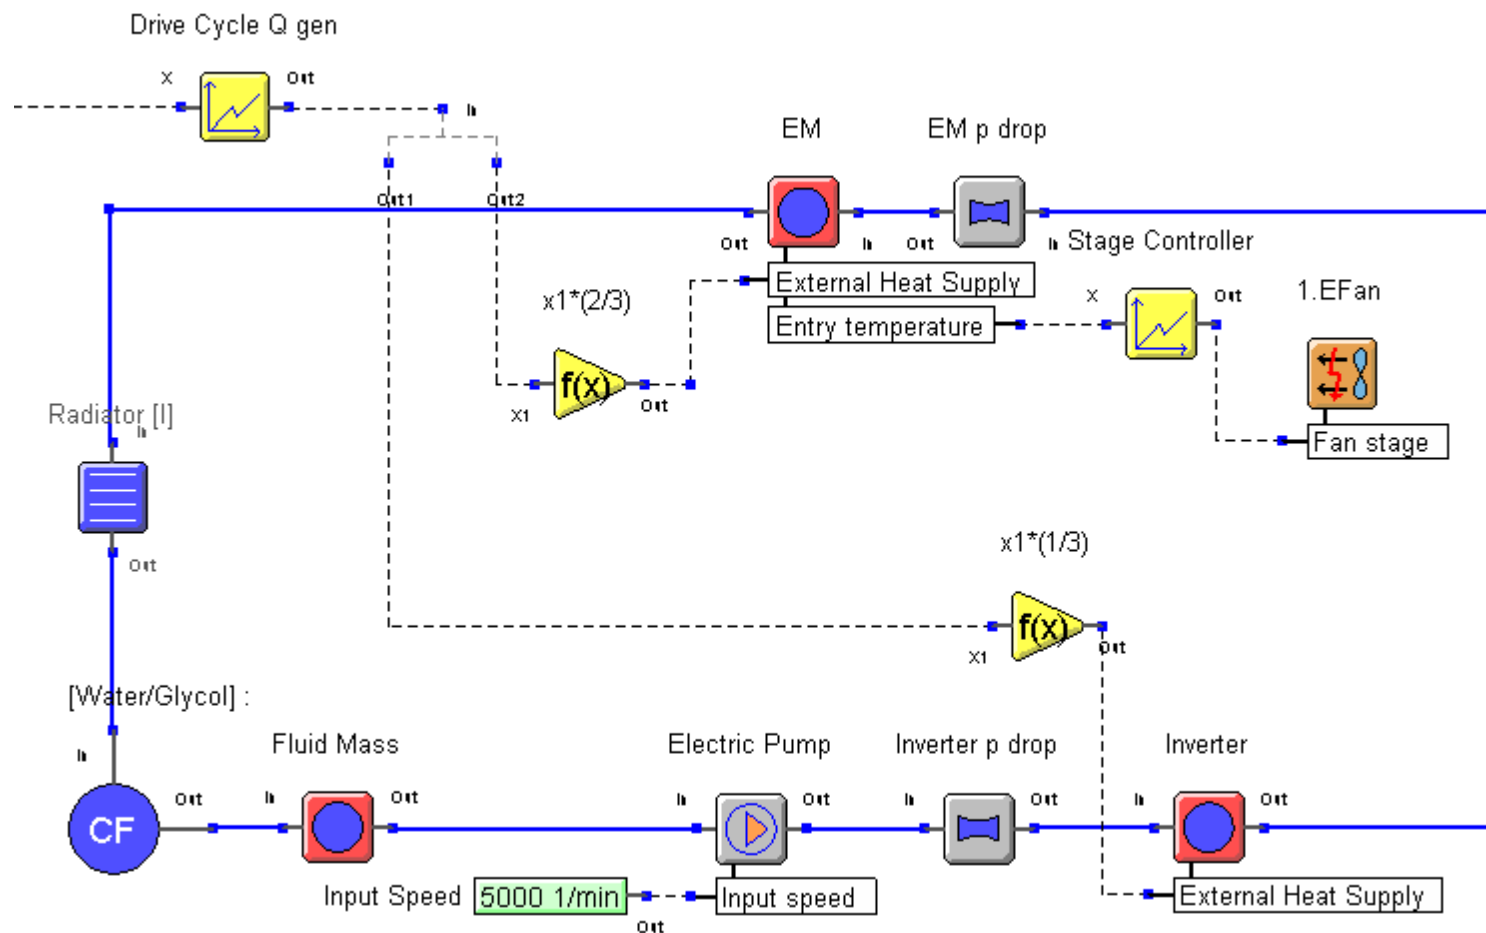 Drive Cycle Q gen
X
Out
In
Out1
Out2
EM
EM p drop
Out
In
Out
In
Stage Controller
External Heat Supply
Entry temperature
X
Out
1.EFan
Fan stage
x1*(2/3)
f(x)
X1
Out
Radiator [I]
In
Out
x1*(1/3)
f(x)
X1
Out
[Water/Glycol] :
In
CF
Out
Fluid Mass
In
Out
Electric Pump
In
Out
Inverter p drop
In
Out
Inverter
In
Out
Input Speed
5000 1/min
Out
Input speed
External Heat Supply